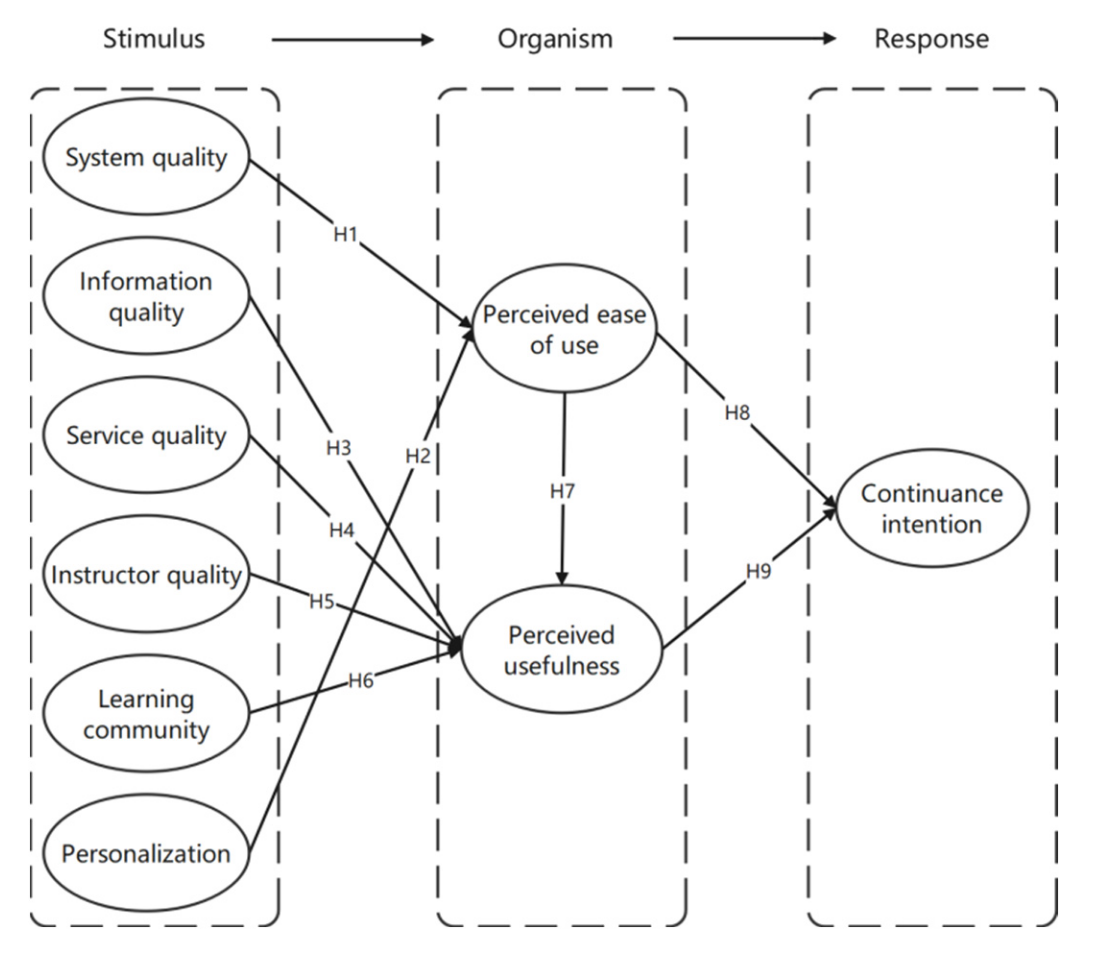 Stimulus
Organism
Response
System quality
Information
quality
Service quality
Instructor quality
Learning
community
Personalization
H1
H3
H2
H4
H5
H6
Perceived ease
of use
H7
Perceived
usefulness
H8
H9
Continuance
intention